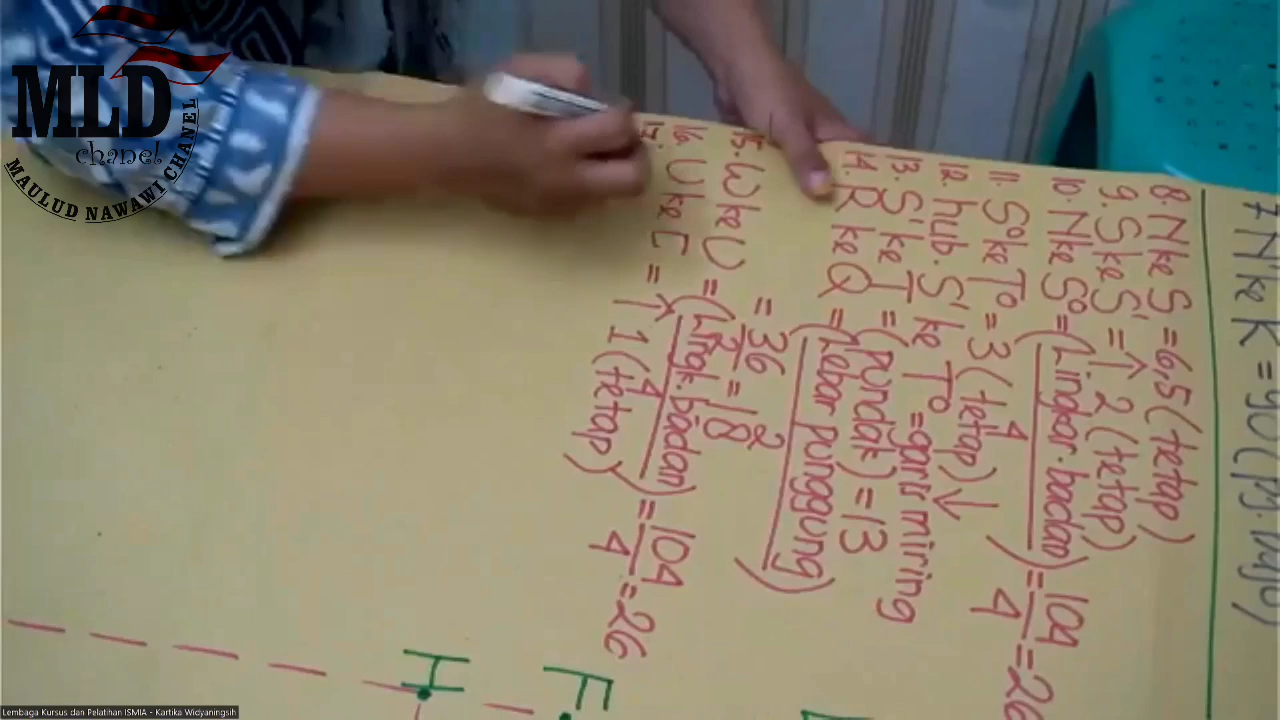 MLD
chanel
MAULUD NAWAWI CHANEL
7 N ke K = 90 (pj. baju)
8. N ke S = 6,5 (tetap)
9. S ke S' = ↑ 2 (tetap)
10. N ke S° = (Lingkar badan / 4) = 104/4 = 26
11. S° ke T° = 3 (tetap) ↓
12. hub. S' ke T° = garis miring
13. S' ke T = (pundak) = 13
14. R ke Q = (Lebar punggung / 2)
= 36/2 = 18
15. W ke U = (Lingk. badan / 4) = 104/4 = 26
16. U ke C = ↑ 1 (tetap)
17.
H
F
Lembaga Kursus dan Pelatihan ISMIA - Kartika Widyaningsih